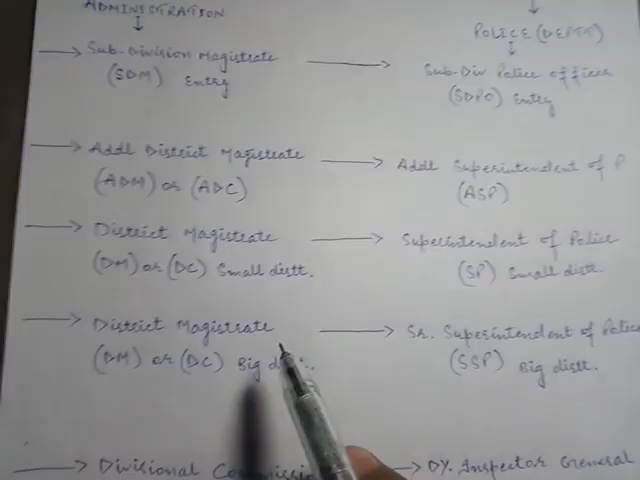 ADMINISTRATION
POLICE (DEPTT)
Sub-Division Magistrate
(SDM) Entry
Sub-Div Police officer
(SDPO) Entry
Addl District Magistrate
(ADM) or (ADC)
Addl Superintendent of P
(ASP)
District Magistrate
(DM) or (DC) Small distt.
Superintendent of Police
(SP) Small distt.
District Magistrate
(DM) or (DC) Big
Sr. Superintendent of Police
(SSP) Big distt.
Divisional
DY. Inspector General